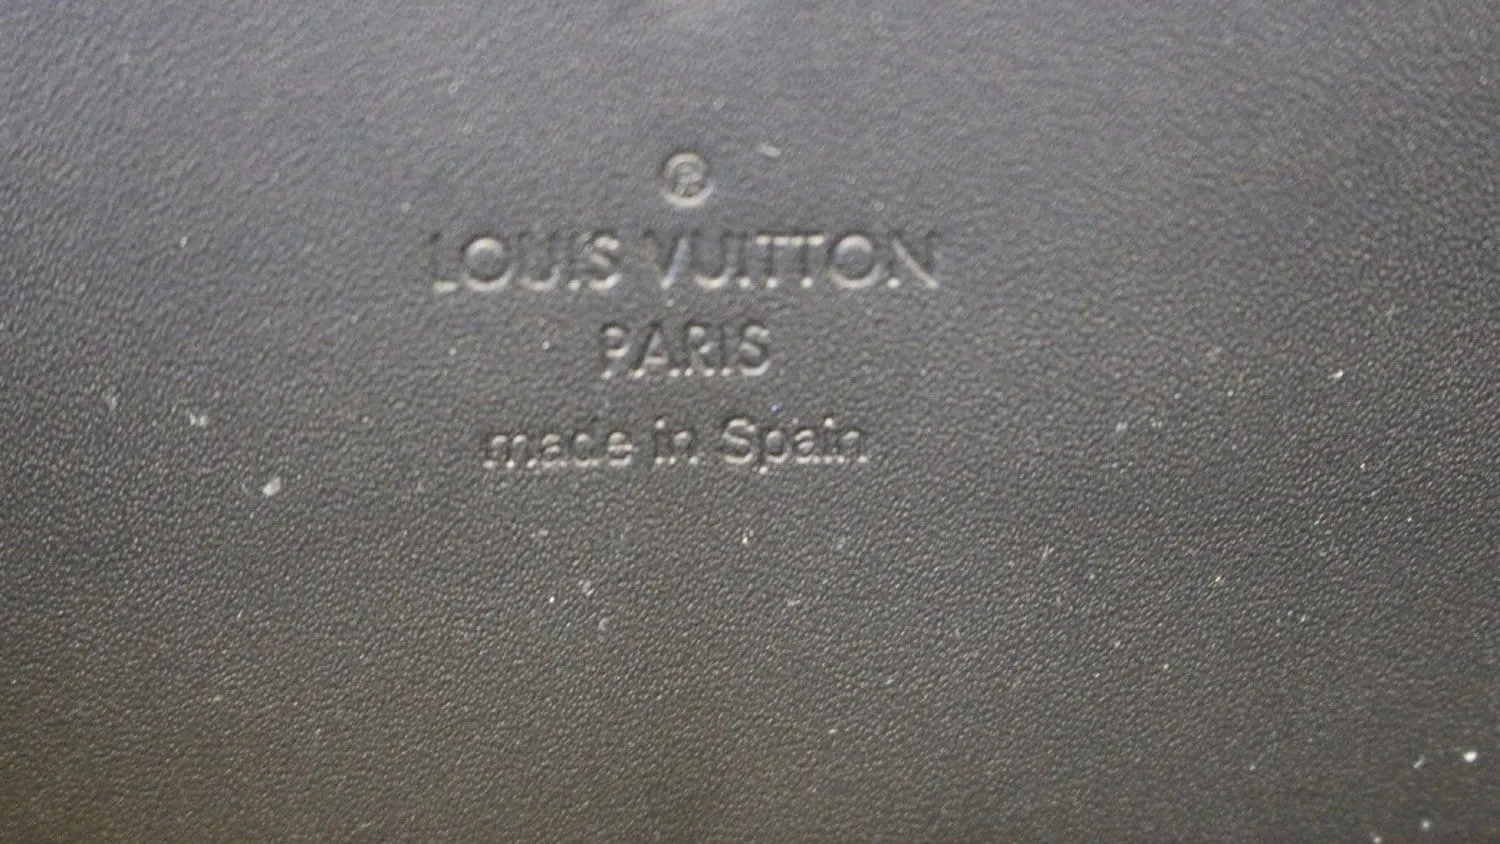 ®
LOUIS VUITTON
PARIS
made in Spain